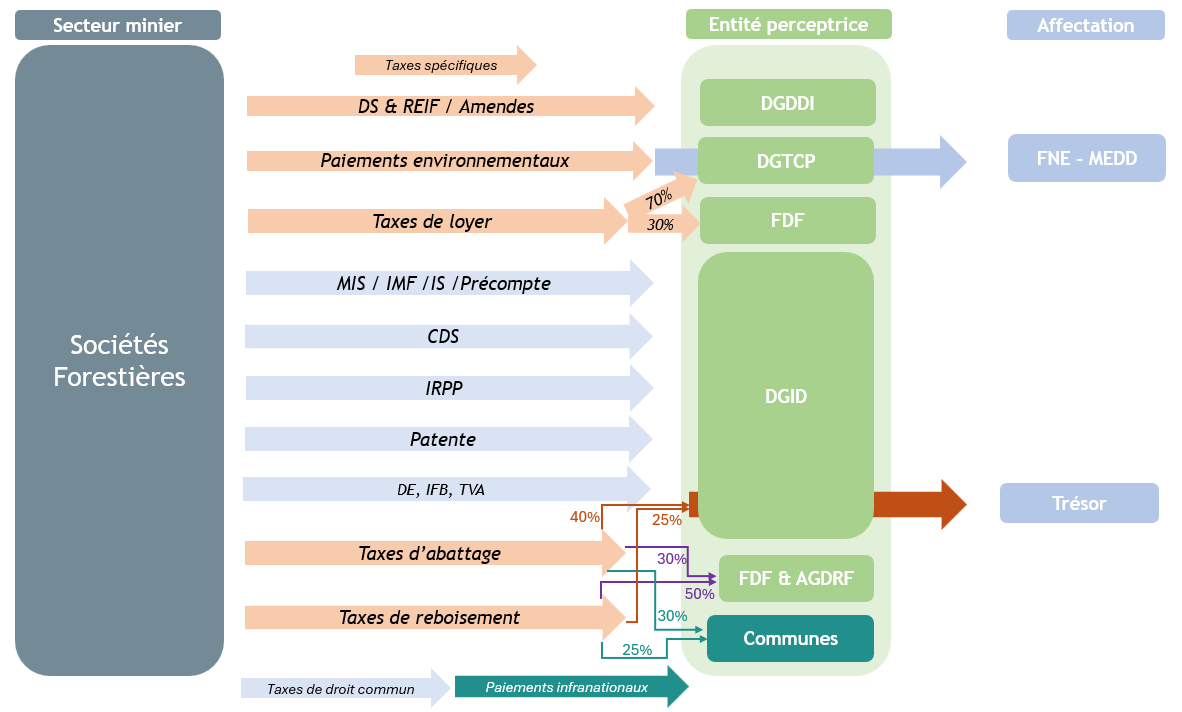 Secteur minier
Entité perceptrice
Affectation
Taxes spécifiques
DS & REIF / Amendes
DGDDI
Paiements environnementaux
DGTCP
FNE - MEDD
70%
Taxes de loyer
30%
FDF
MIS / IMF /IS /Précompte
CDS
Sociétés
Forestières
IRPP
DGID
Patente
DE, IFB, TVA
Trésor
40%
25%
Taxes d'abattage
30%
FDF & AGDRF
50%
Taxes de reboisement
30%
Communes
25%
Taxes de droit commun
Paiements infranationaux